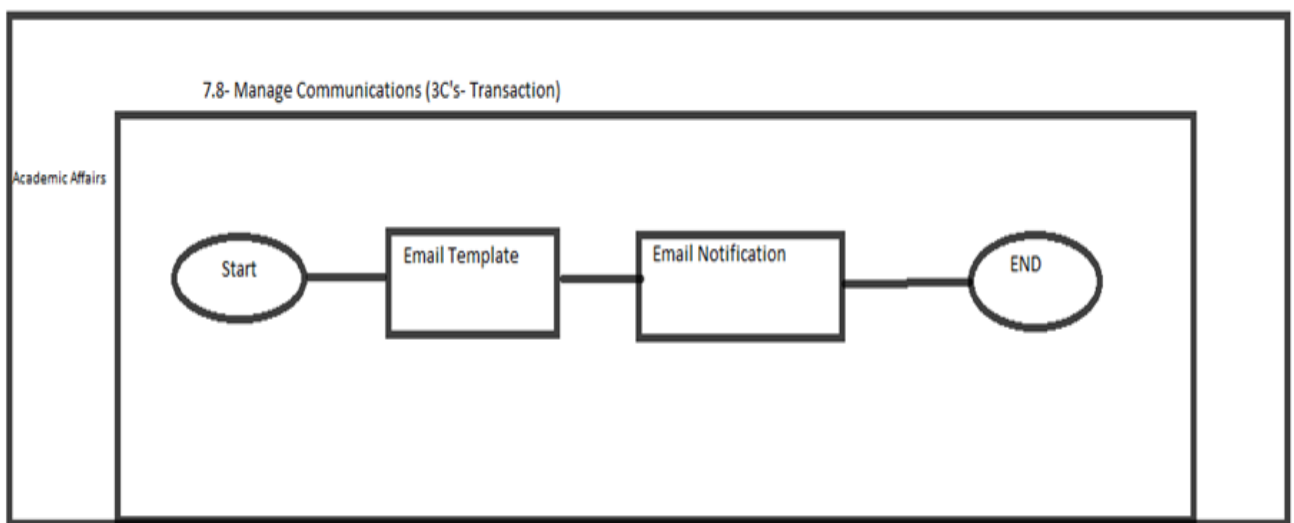 7.8- Manage Communications (3C's- Transaction)
Academic Affairs
Start
Email Template
Email Notification
END